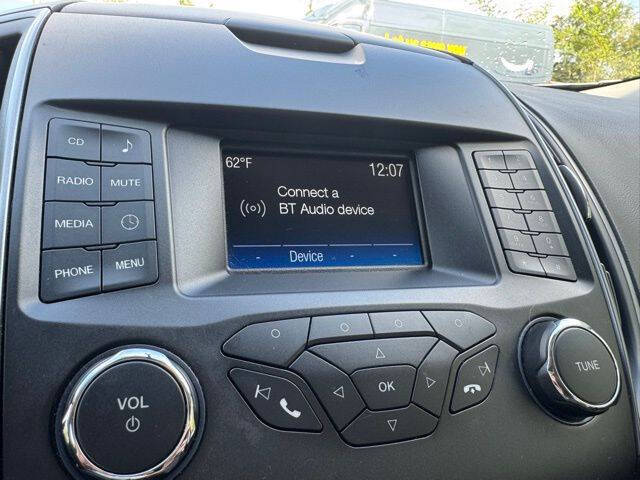 62°F
12:07
Connect a
BT Audio device
Device
CD
RADIO
MUTE
MEDIA
PHONE
MENU
VOL
OK
TUNE